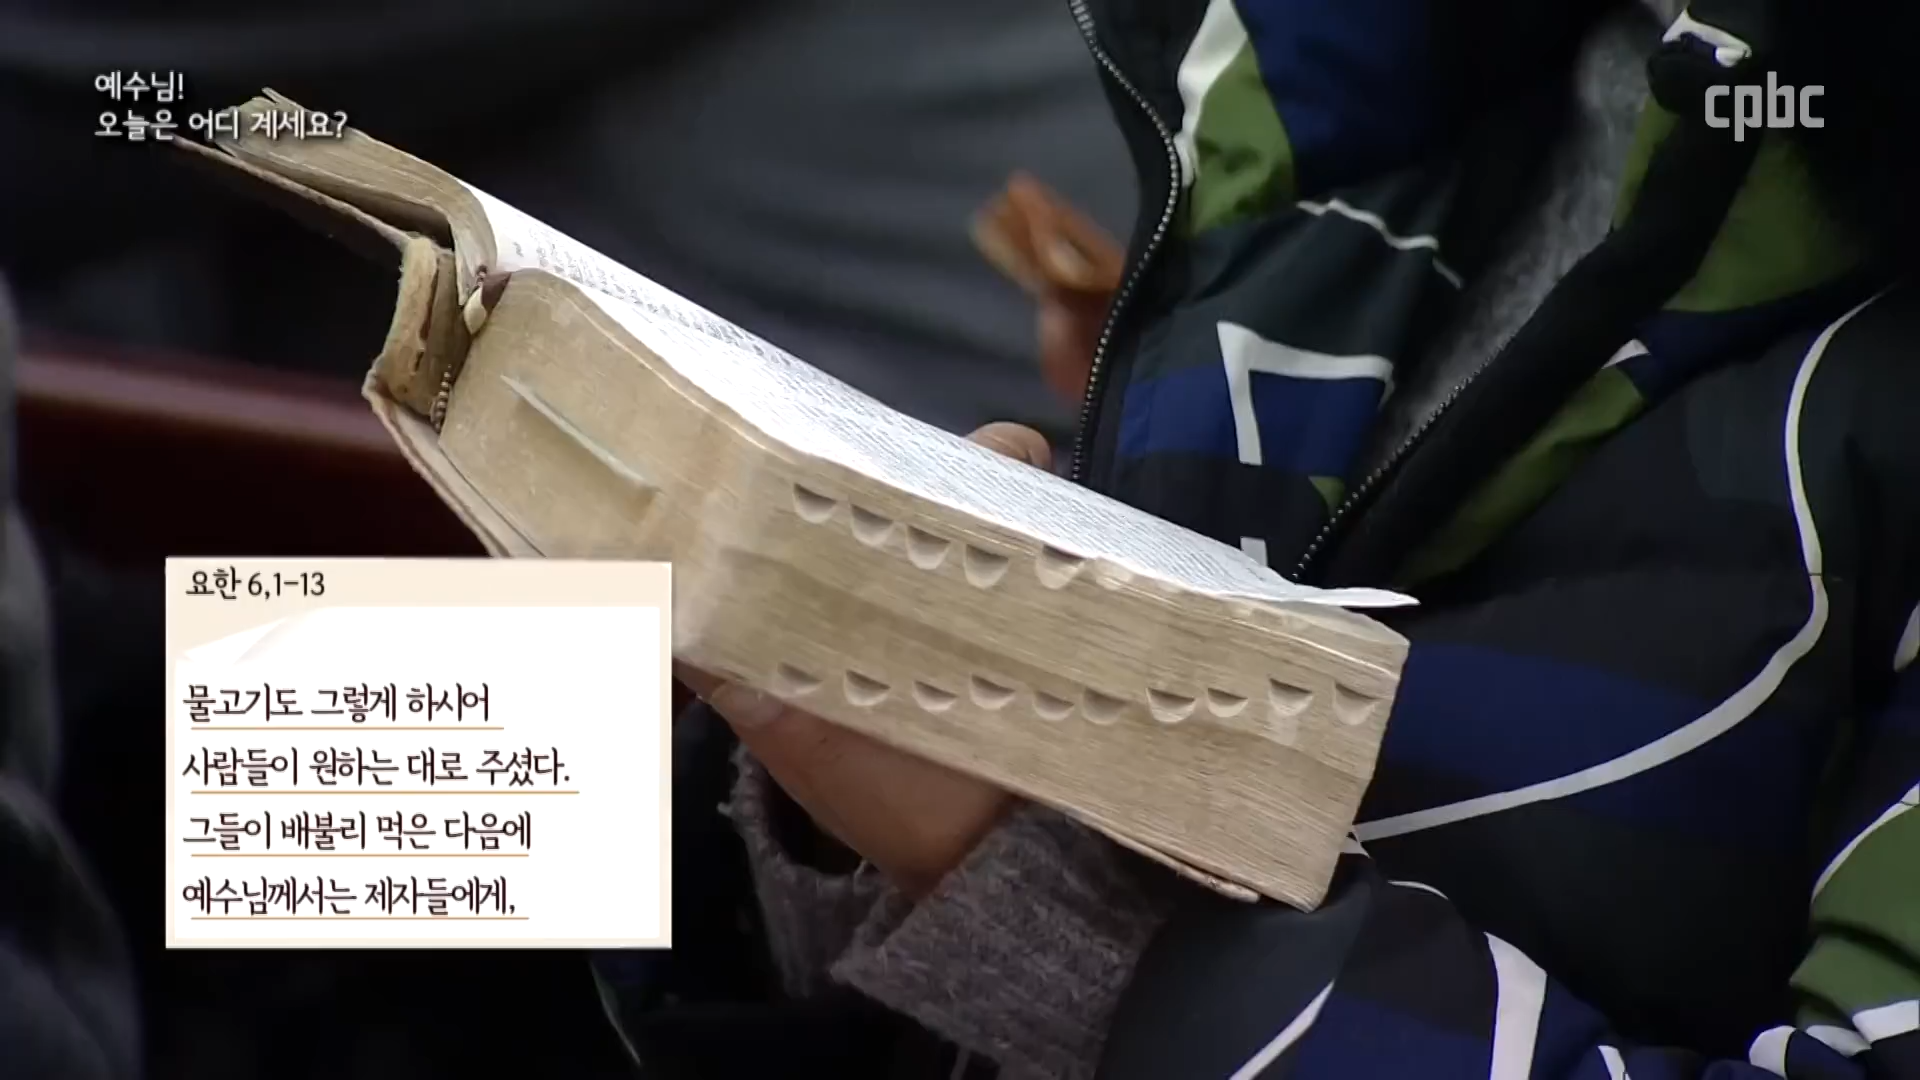 예수님!
오늘은 어디 계세요?
cpbc
요한 6,1-13
물고기도 그렇게 하시어
사람들이 원하는 대로 주셨다.
그들이 배불리 먹은 다음에
예수님께서는 제자들에게,